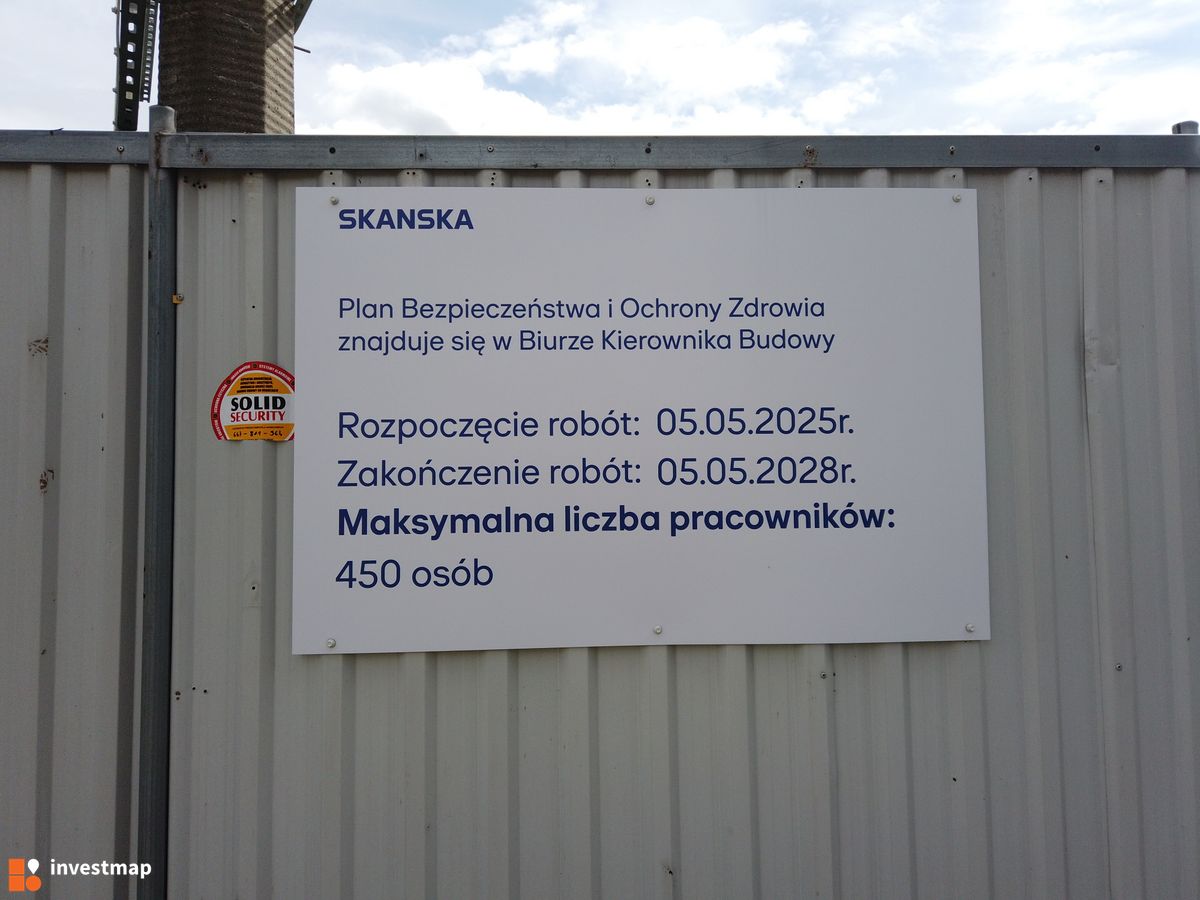 SKANSKA
Plan Bezpieczeństwa i Ochrony Zdrowia
znajduje się w Biurze Kierownika Budowy
Rozpoczęcie robót: 05.05.2025r.
Zakończenie robót: 05.05.2028r.
Maksymalna liczba pracowników:
450 osób
SOLID
SECURITY
investmap